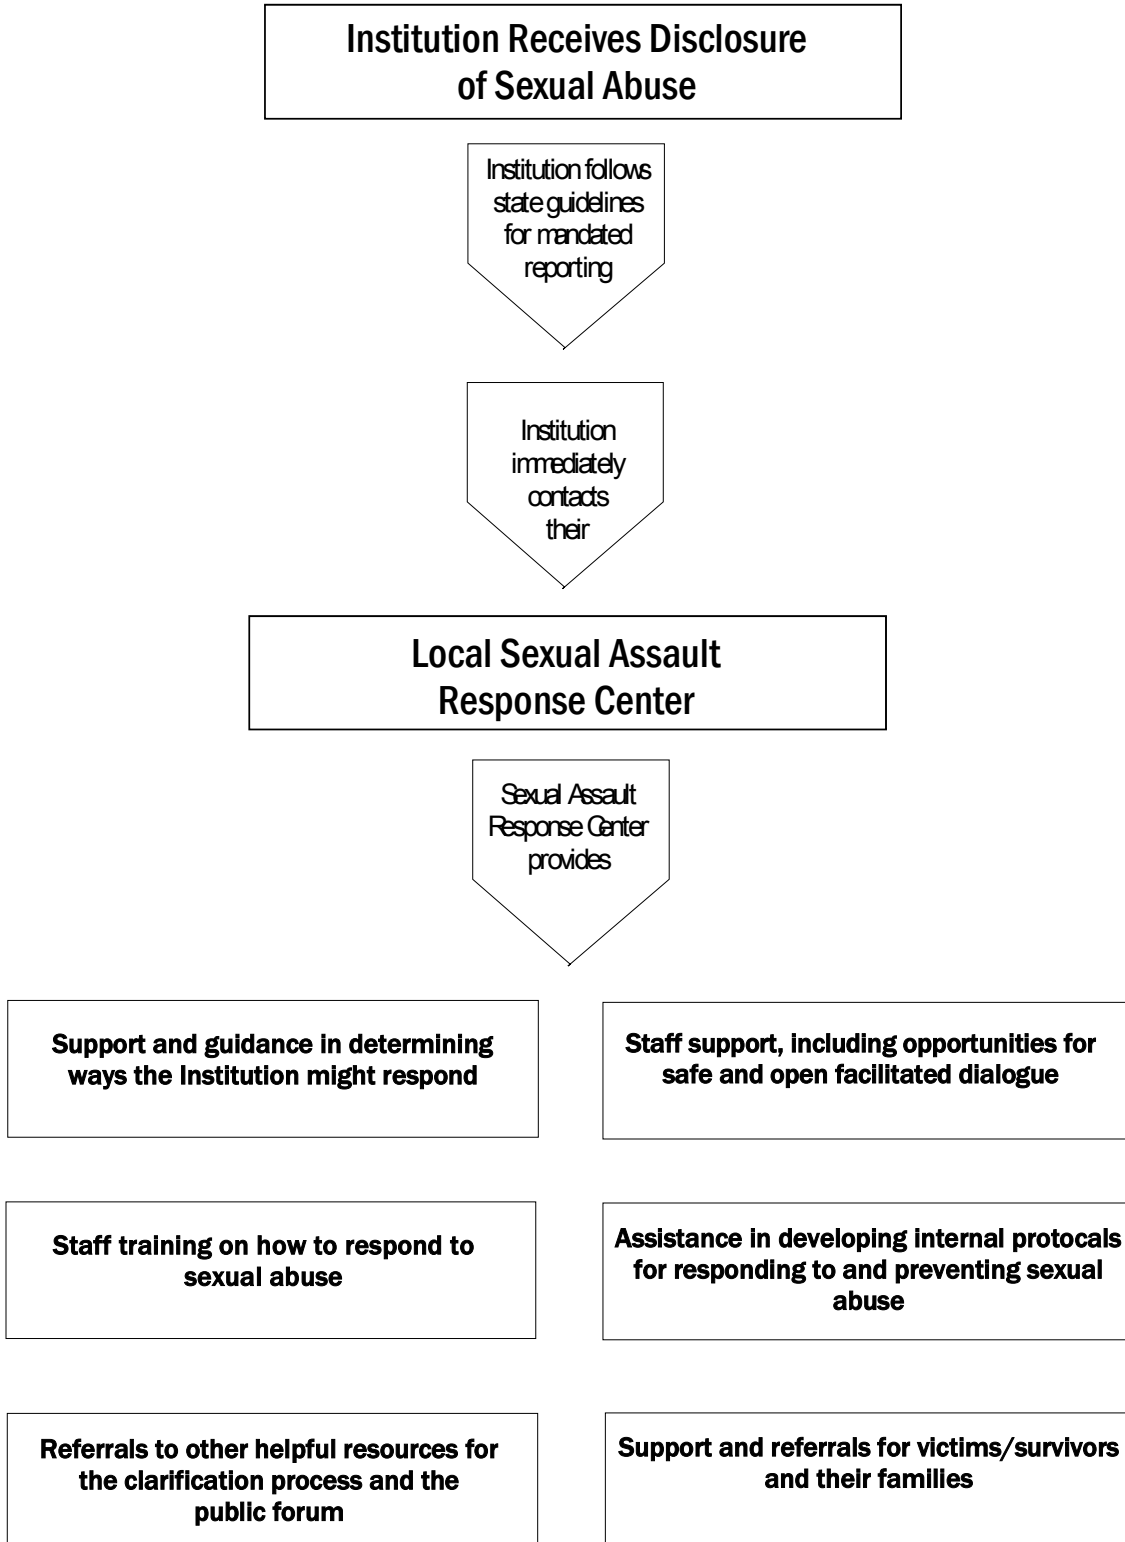 Institution Receives Disclosure
of Sexual Abuse
Institution follows
state guidelines
for mandated
reporting
Institution
immediately
contacts
their
Local Sexual Assault
Response Center
Sexual Assault
Response Center
provides
Support and guidance in determining
ways the Institution might respond
Staff support, including opportunities for
safe and open facilitated dialogue
Staff training on how to respond to
sexual abuse
Assistance in developing internal protocals
for responding to and preventing sexual
abuse
Referrals to other helpful resources for
the clarification process and the
public forum
Support and referrals for victims/survivors
and their families